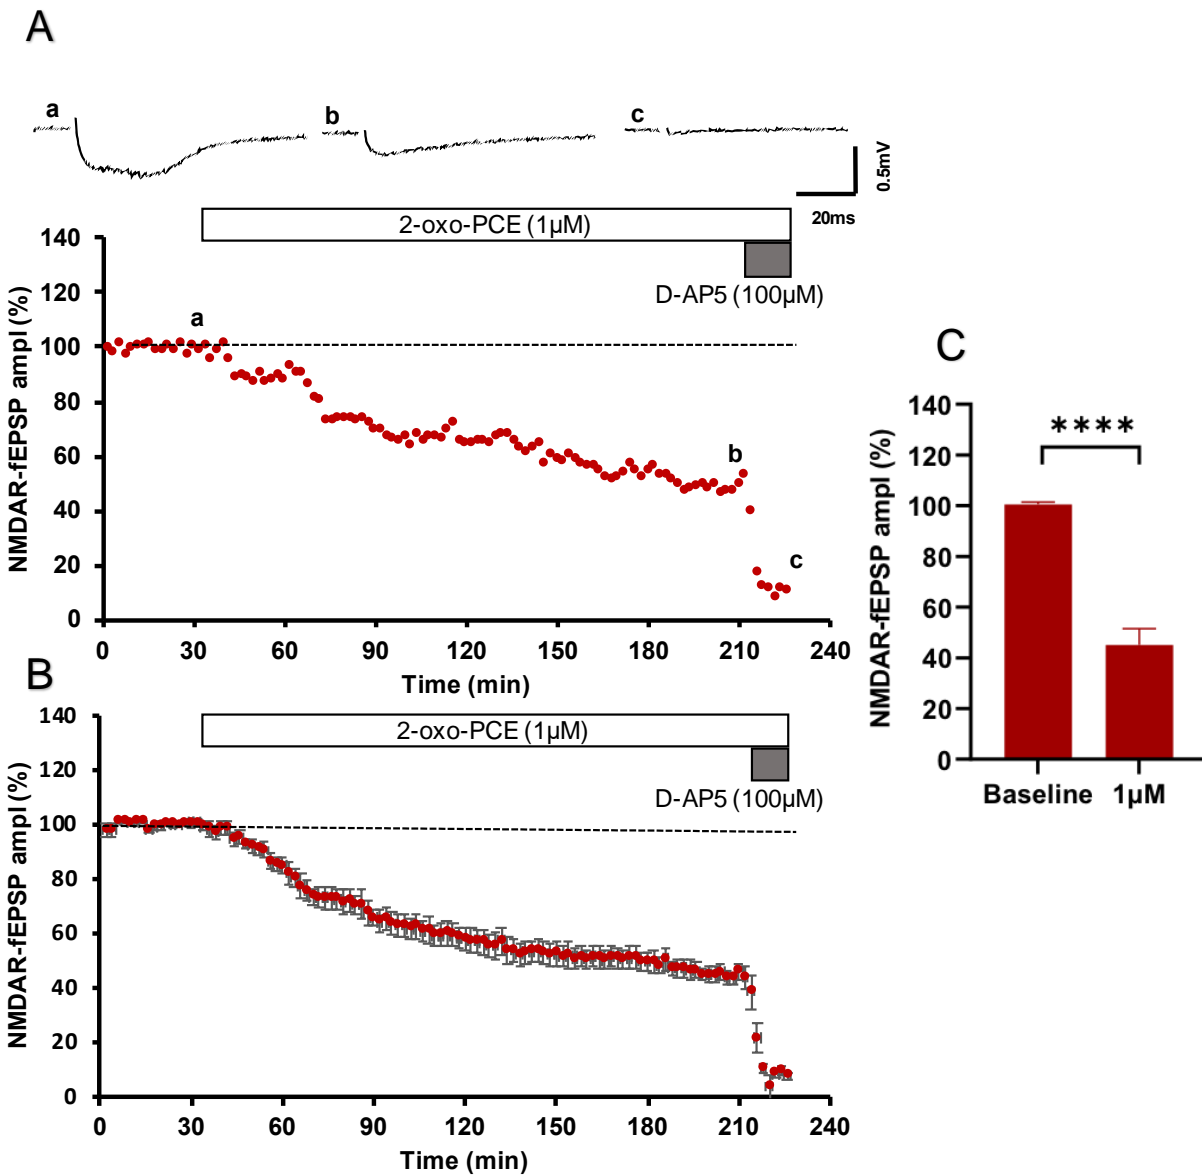 A
a
b
c
0.5mV
20ms
2-oxo-PCE (1µM)
D-AP5 (100µM)
NMDAR-fEPSP ampl (%)
140
120
100
80
60
40
20
0
a
b
c
0 30 60 90 120 150 180 210 240
Time (min)
B
2-oxo-PCE (1µM)
D-AP5 (100µM)
NMDAR-fEPSP ampl (%)
140
120
100
80
60
40
20
0
0 30 60 90 120 150 180 210 240
Time (min)
C
NMDAR-fEPSP ampl (%)
140
120
100
80
60
40
20
0
****
Baseline 1µM